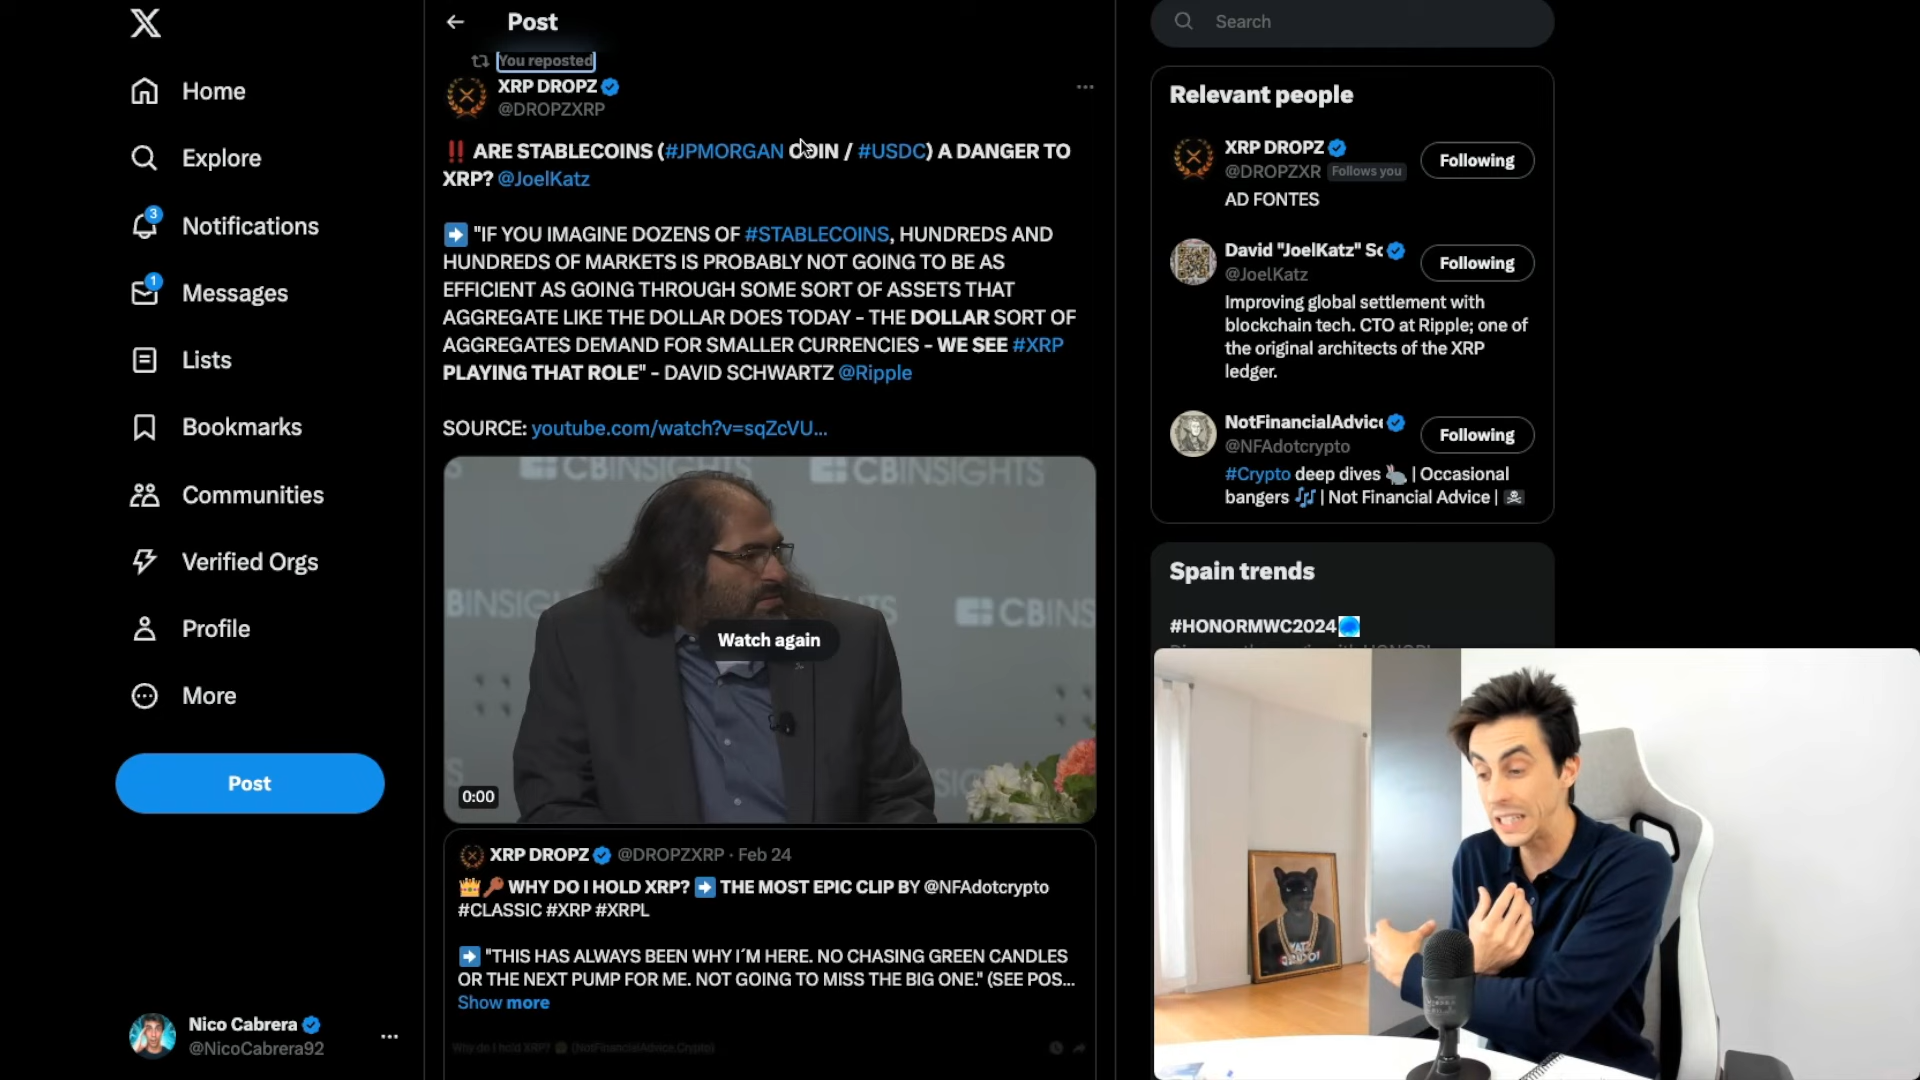 Home
Explore
3
Notifications
1
Messages
Lists
Bookmarks
Communities
Verified Orgs
Profile
More
Post
Nico Cabrera
@NicoCabrera92
Post
You reposted
XRP DROPZ
@DROPZXRP
‼️ ARE STABLECOINS (#JPMORGAN COIN / #USDC) A DANGER TO
XRP? @JoelKatz
➡️ "IF YOU IMAGINE DOZENS OF #STABLECOINS, HUNDREDS AND
HUNDREDS OF MARKETS IS PROBABLY NOT GOING TO BE AS
EFFICIENT AS GOING THROUGH SOME SORT OF ASSETS THAT
AGGREGATE LIKE THE DOLLAR DOES TODAY - THE DOLLAR SORT OF
AGGREGATES DEMAND FOR SMALLER CURRENCIES - WE SEE #XRP
PLAYING THAT ROLE" - DAVID SCHWARTZ @Ripple
SOURCE: youtube.com/watch?v=sqZcVU...
CBINSIGHTS CBINSIGHTS
BINSIG
CBINS
Watch again
0:00
XRP DROPZ @DROPZXRP · Feb 24
👑🔑 WHY DO I HOLD XRP? ➡️ THE MOST EPIC CLIP BY @NFAdotcrypto
#CLASSIC #XRP #XRPL
➡️ "THIS HAS ALWAYS BEEN WHY I´M HERE. NO CHASING GREEN CANDLES
OR THE NEXT PUMP FOR ME. NOT GOING TO MISS THE BIG ONE." (SEE POS...
Show more
Why do I hold XRP? (NotFinancialAdvice.Crypto)
Search
Relevant people
XRP DROPZ
@DROPZXR Follows you
Following
AD FONTES
David "JoelKatz" Sc
@JoelKatz
Following
Improving global settlement with
blockchain tech. CTO at Ripple; one of
the original architects of the XRP
ledger.
NotFinancialAdvic
@NFAdotcrypto
Following
#Crypto deep dives 🐇 | Occasional
bangers 🎶 | Not Financial Advice | ☠
Spain trends
#HONORMWC2024